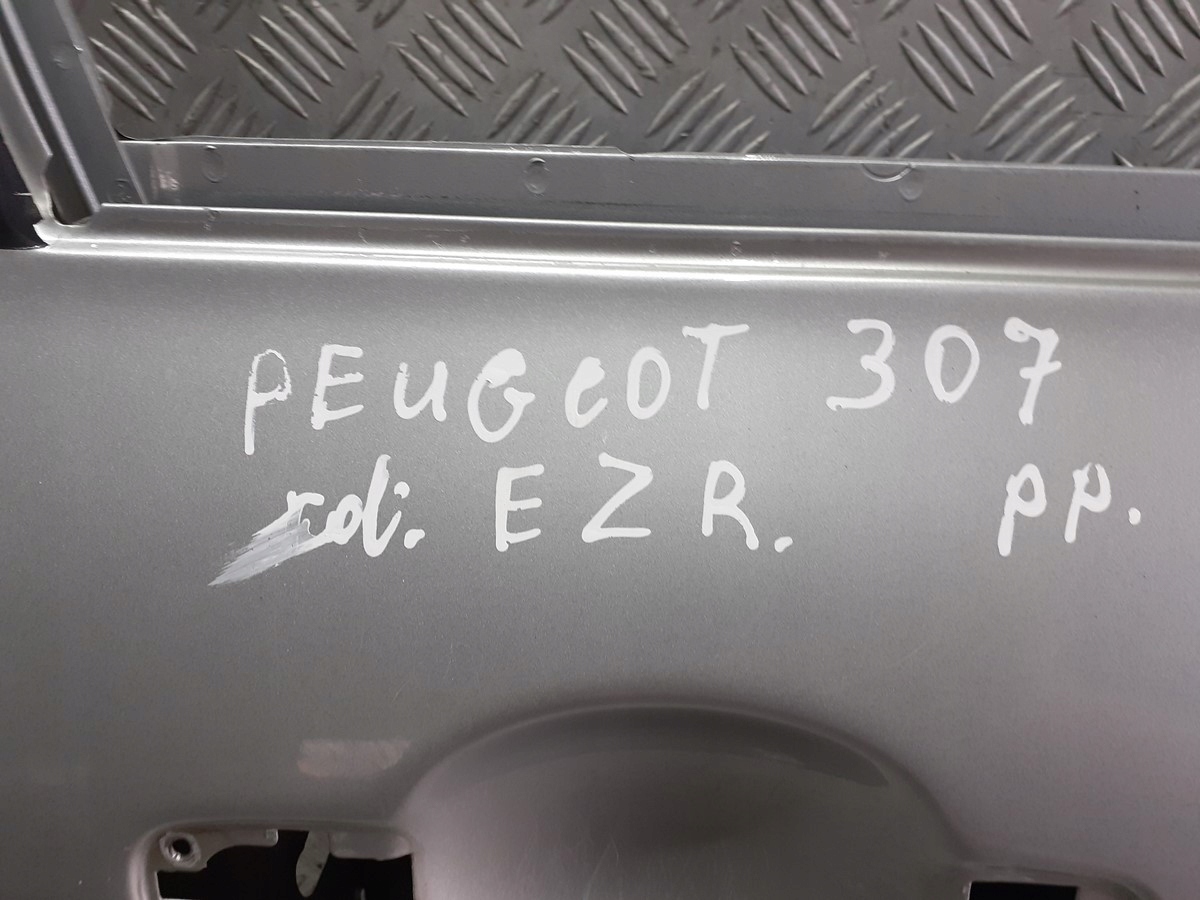 PEUGeOT 307
EZR. pp.